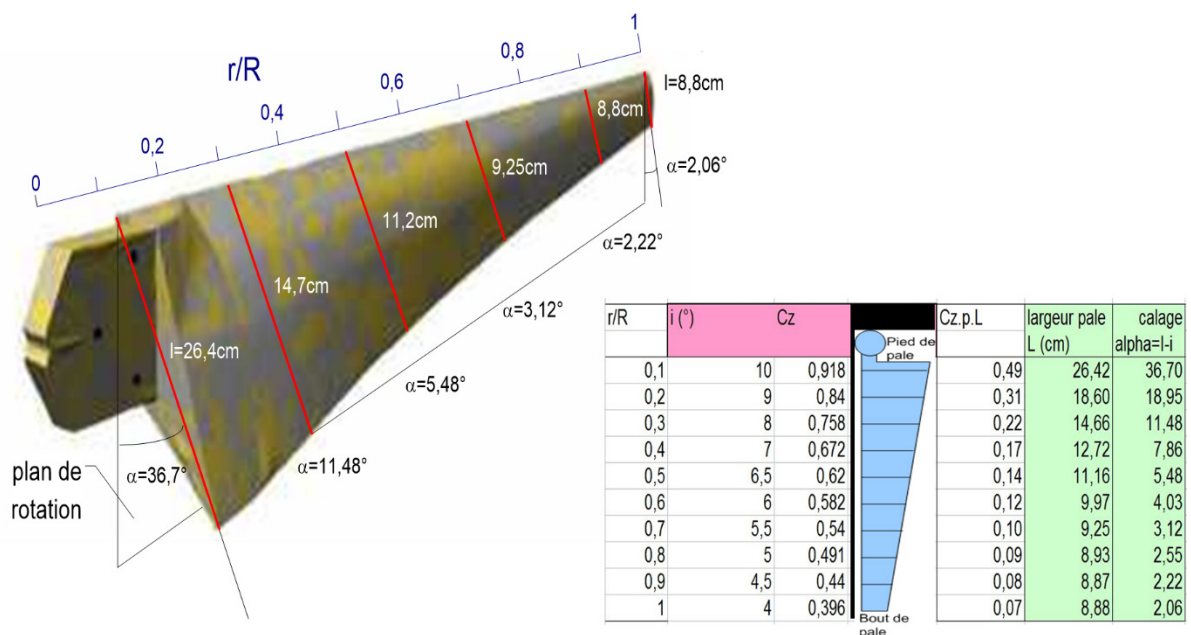 r/R
0
0,2
0,4
0,6
0,8
1
l=8,8cm
8,8cm
9,25cm
11,2cm
14,7cm
l=26,4cm
α=2,06°
α=2,22°
α=3,12°
α=5,48°
α=11,48°
α=36,7°
plan de
rotation
r/R i (°) Cz Cz.p.L largeur pale calage
L (cm) alpha=I-i
Pied de
pale
0,1 10 0,918 0,49 26,42 36,70
0,2 9 0,84 0,31 18,60 18,95
0,3 8 0,758 0,22 14,66 11,48
0,4 7 0,672 0,17 12,72 7,86
0,5 6,5 0,62 0,14 11,16 5,48
0,6 6 0,582 0,12 9,97 4,03
0,7 5,5 0,54 0,10 9,25 3,12
0,8 5 0,491 0,09 8,93 2,55
0,9 4,5 0,44 0,08 8,87 2,22
1 4 0,396 0,07 8,88 2,06
Bout de
pale